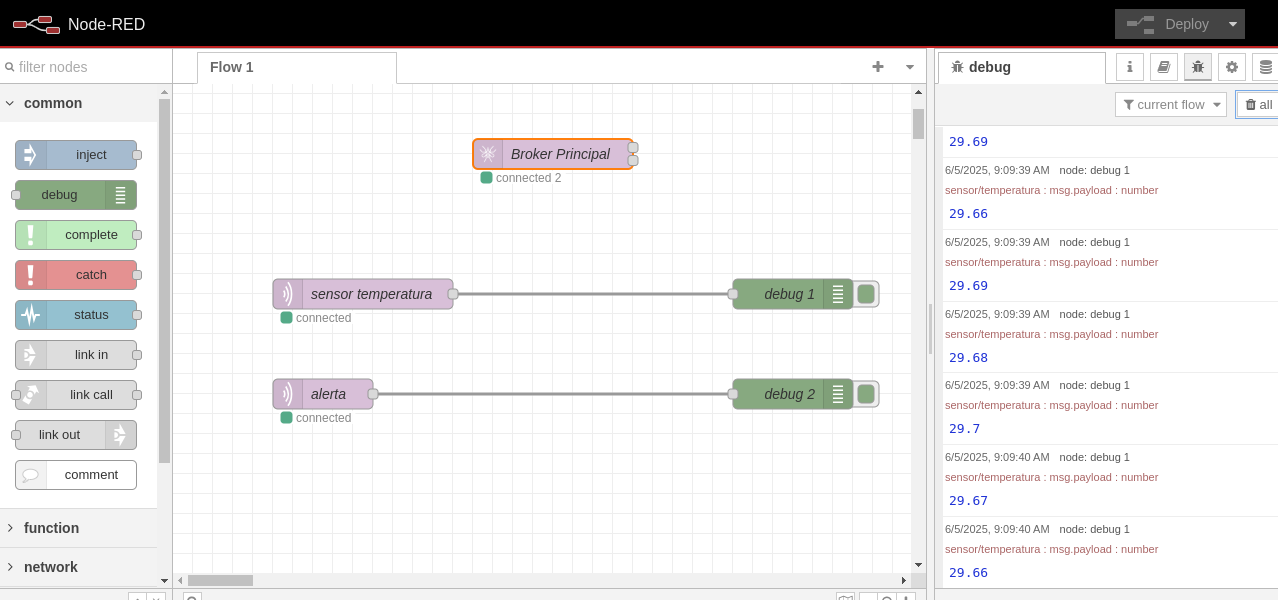 Node-RED
Deploy
filter nodes
Flow 1
debug
common
current flow
all
inject
debug
complete
catch
status
link in
link call
link out
comment
function
network
Broker Principal
connected 2
sensor temperatura
connected
debug 1
alerta
connected
debug 2
29.69
6/5/2025, 9:09:39 AM node: debug 1
sensor/temperatura : msg.payload : number
29.66
6/5/2025, 9:09:39 AM node: debug 1
sensor/temperatura : msg.payload : number
29.69
6/5/2025, 9:09:39 AM node: debug 1
sensor/temperatura : msg.payload : number
29.68
6/5/2025, 9:09:39 AM node: debug 1
sensor/temperatura : msg.payload : number
29.7
6/5/2025, 9:09:40 AM node: debug 1
sensor/temperatura : msg.payload : number
29.67
6/5/2025, 9:09:40 AM node: debug 1
sensor/temperatura : msg.payload : number
29.66